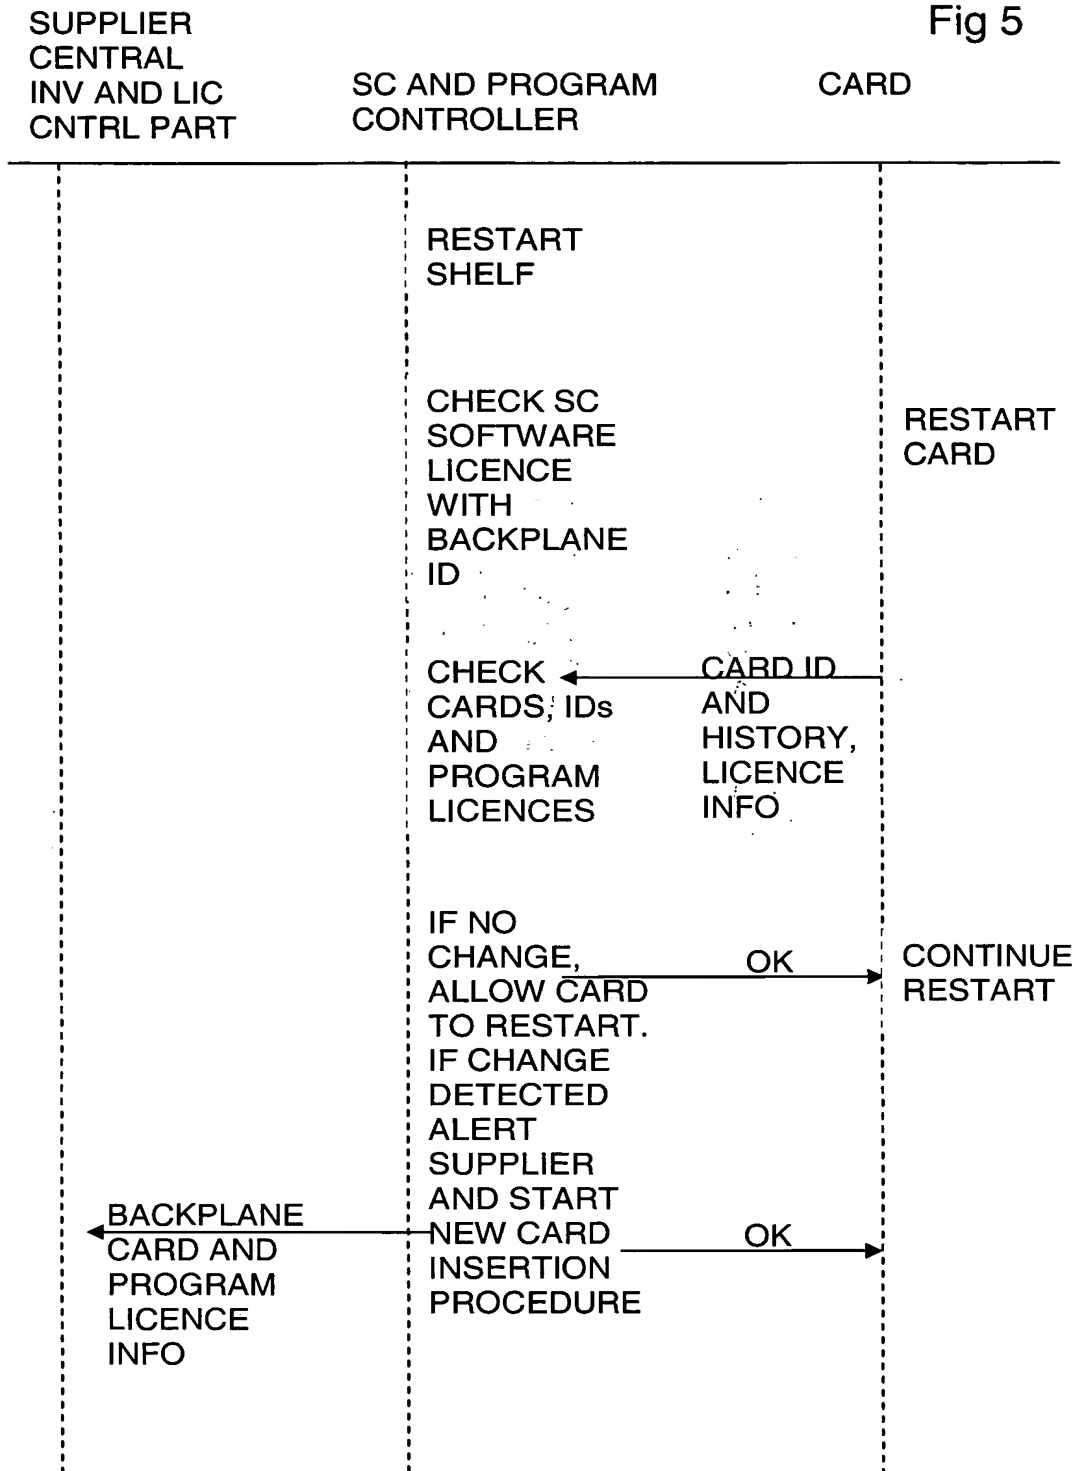 Fig 5
SUPPLIER
CENTRAL
INV AND LIC
CNTRL PART
SC AND PROGRAM
CONTROLLER
CARD
RESTART
SHELF
CHECK SC
SOFTWARE
LICENCE
WITH
BACKPLANE
ID
RESTART
CARD
CHECK
CARDS, IDs
AND
PROGRAM
LICENCES
CARD ID
AND
HISTORY,
LICENCE
INFO
IF NO
CHANGE,
ALLOW CARD
TO RESTART.
IF CHANGE
DETECTED
ALERT
SUPPLIER
AND START
NEW CARD
INSERTION
PROCEDURE
OK
CONTINUE
RESTART
BACKPLANE
CARD AND
PROGRAM
LICENCE
INFO
OK